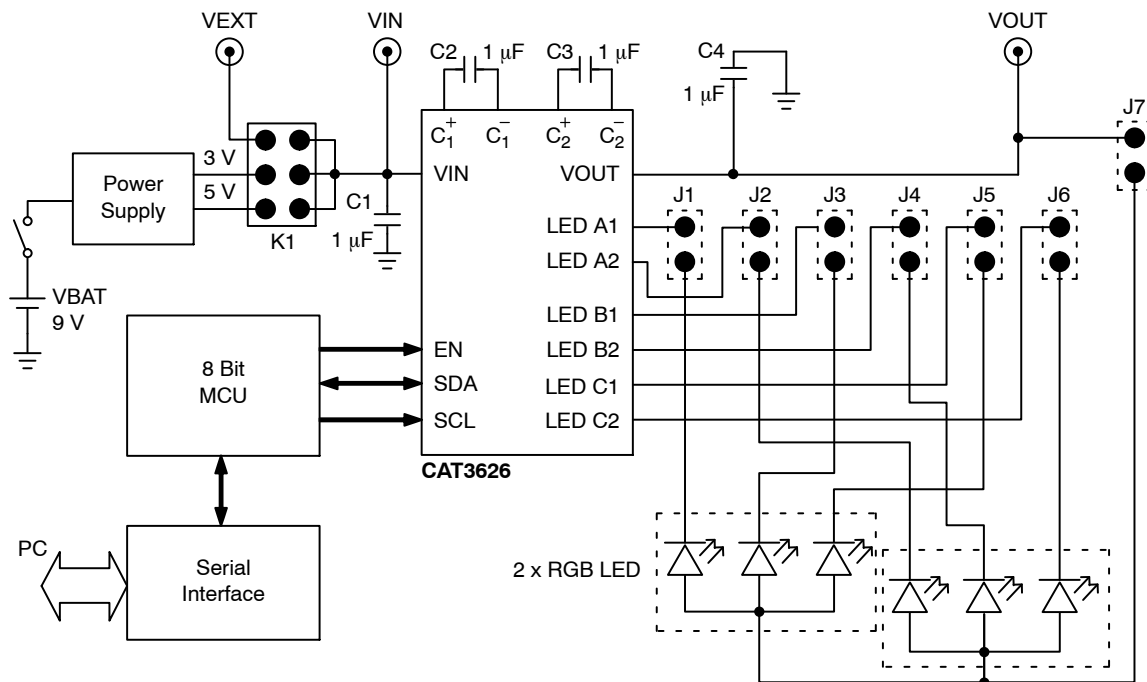 VEXT
VIN
VOUT
C2
1 µF
C3
1 µF
C4
1 µF
J7
C1+
C1−
C2+
C2−
3 V
5 V
Power
Supply
K1
C1
1 µF
VIN
VOUT
J1
J2
J3
J4
J5
J6
LED A1
LED A2
LED B1
LED B2
LED C1
LED C2
VBAT
9 V
8 Bit
MCU
EN
SDA
SCL
CAT3626
PC
Serial
Interface
2 x RGB LED